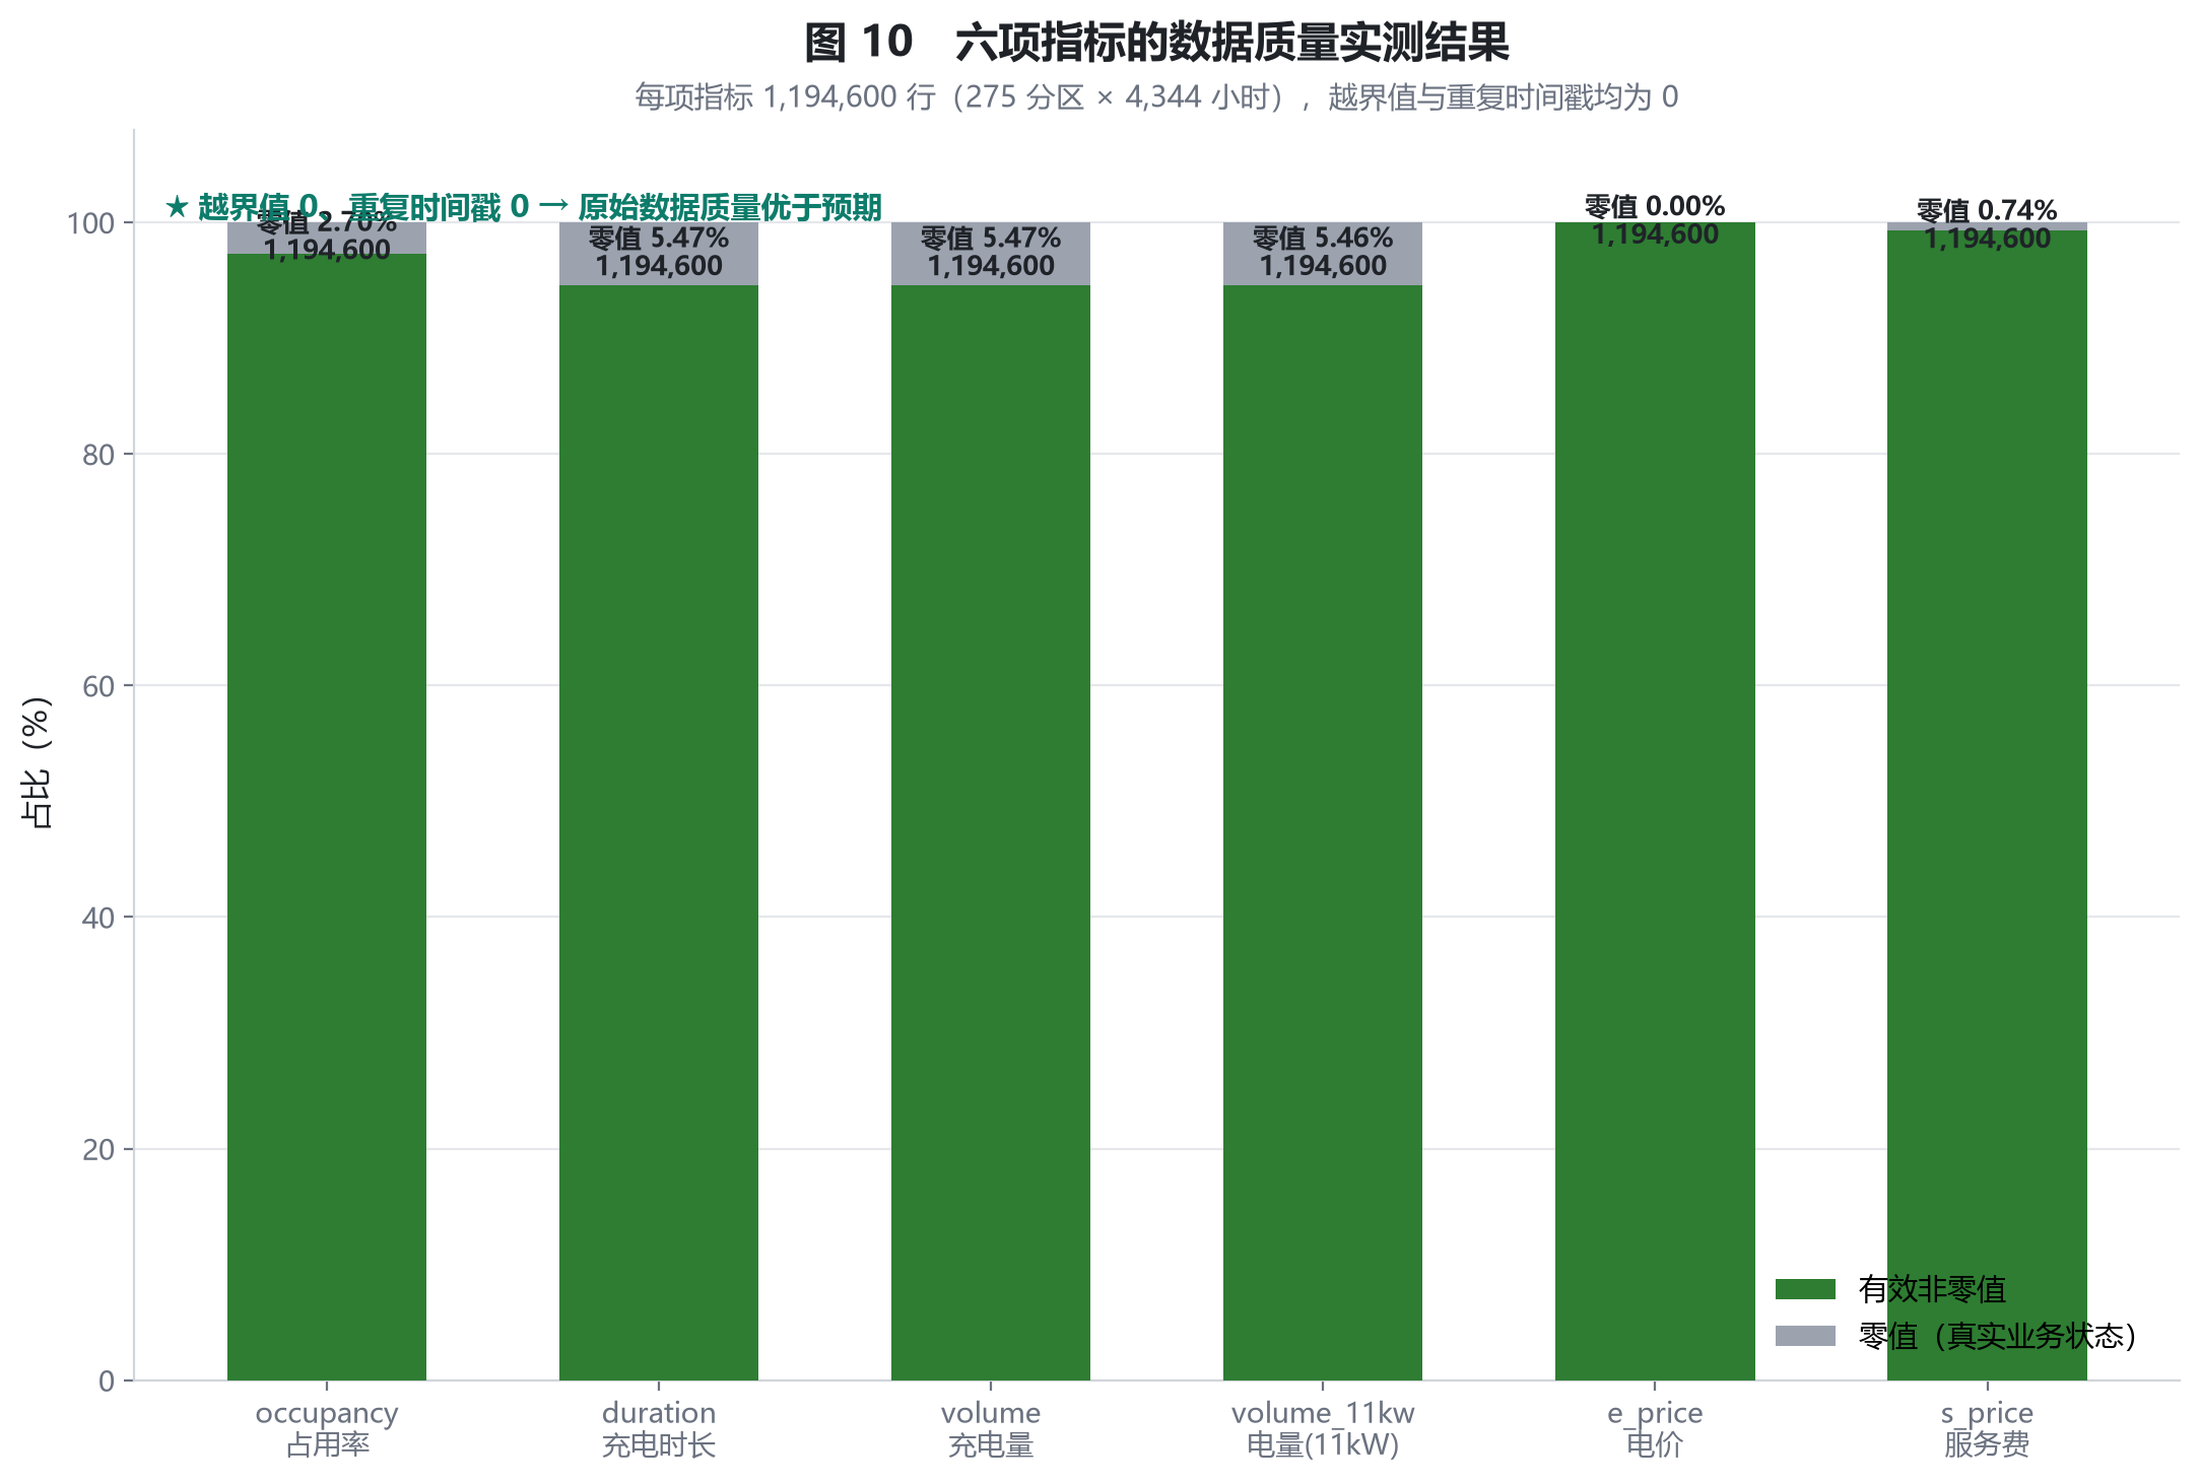 图 10　六项指标的数据质量实测结果
每项指标 1,194,600 行（275 分区 × 4,344 小时），越界值与重复时间戳均为 0
★ 越界值 0、重复时间戳 0 → 原始数据质量优于预期
零值 2.70%
1,194,600
零值 5.47%
1,194,600
零值 5.47%
1,194,600
零值 5.46%
1,194,600
零值 0.00%
1,194,600
零值 0.74%
1,194,600
占比（%）
100
80
60
40
20
0
有效非零值
零值（真实业务状态）
occupancy
占用率
duration
充电时长
volume
充电量
volume_11kw
电量(11kW)
e_price
电价
s_price
服务费